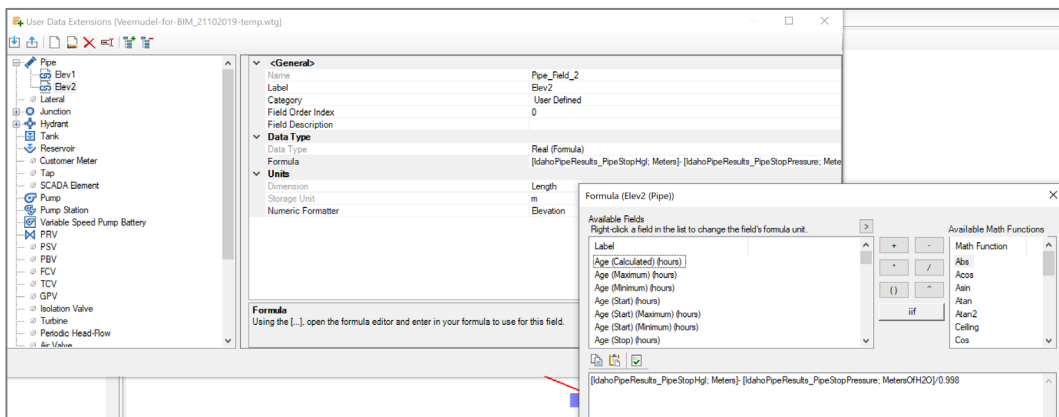 User Data Extensions [Veemudel-for-BIM_21102019-temp.wtg]
Pipe
Elev1
Elev2
Lateral
Junction
Hydrant
Tank
Reservoir
Customer Meter
Tap
SCADA Element
Pump
Pump Station
Variable Speed Pump Battery
PRV
PSV
PBV
FCV
TCV
GPV
Isolation Valve
Turbine
Periodic Head-Flow
Air Valve
<General>
Name Pipe_Field_2
Label Elev2
Category User Defined
Field Order Index 0
Field Description
Data Type
Data Type Real (Formula)
Formula [IdahoPipeResults_PipeStopHgl; Meters]- [IdahoPipeResults_PipeStopPressure; Mete
Units
Dimension Length
Storage Unit m
Numeric Formatter Elevation
Formula
Using the [...], open the formula editor and enter in your formula to use for this field.
Formula (Elev2 (Pipe))
Available Fields
Right-click a field in the list to change the field's formula unit.
>
Label
Age (Calculated) (hours)
Age (Maximum) (hours)
Age (Minimum) (hours)
Age (Start) (hours)
Age (Start) (Maximum) (hours)
Age (Start) (Minimum) (hours)
Age (Stop) (hours)
+ -
* /
( ) ^
iif
Available Math Functions
Math Function
Abs
Acos
Asin
Atan
Atan2
Ceiling
Cos
[IdahoPipeResults_PipeStopHgl; Meters]- [IdahoPipeResults_PipeStopPressure; MetersOfH2O]/0.998